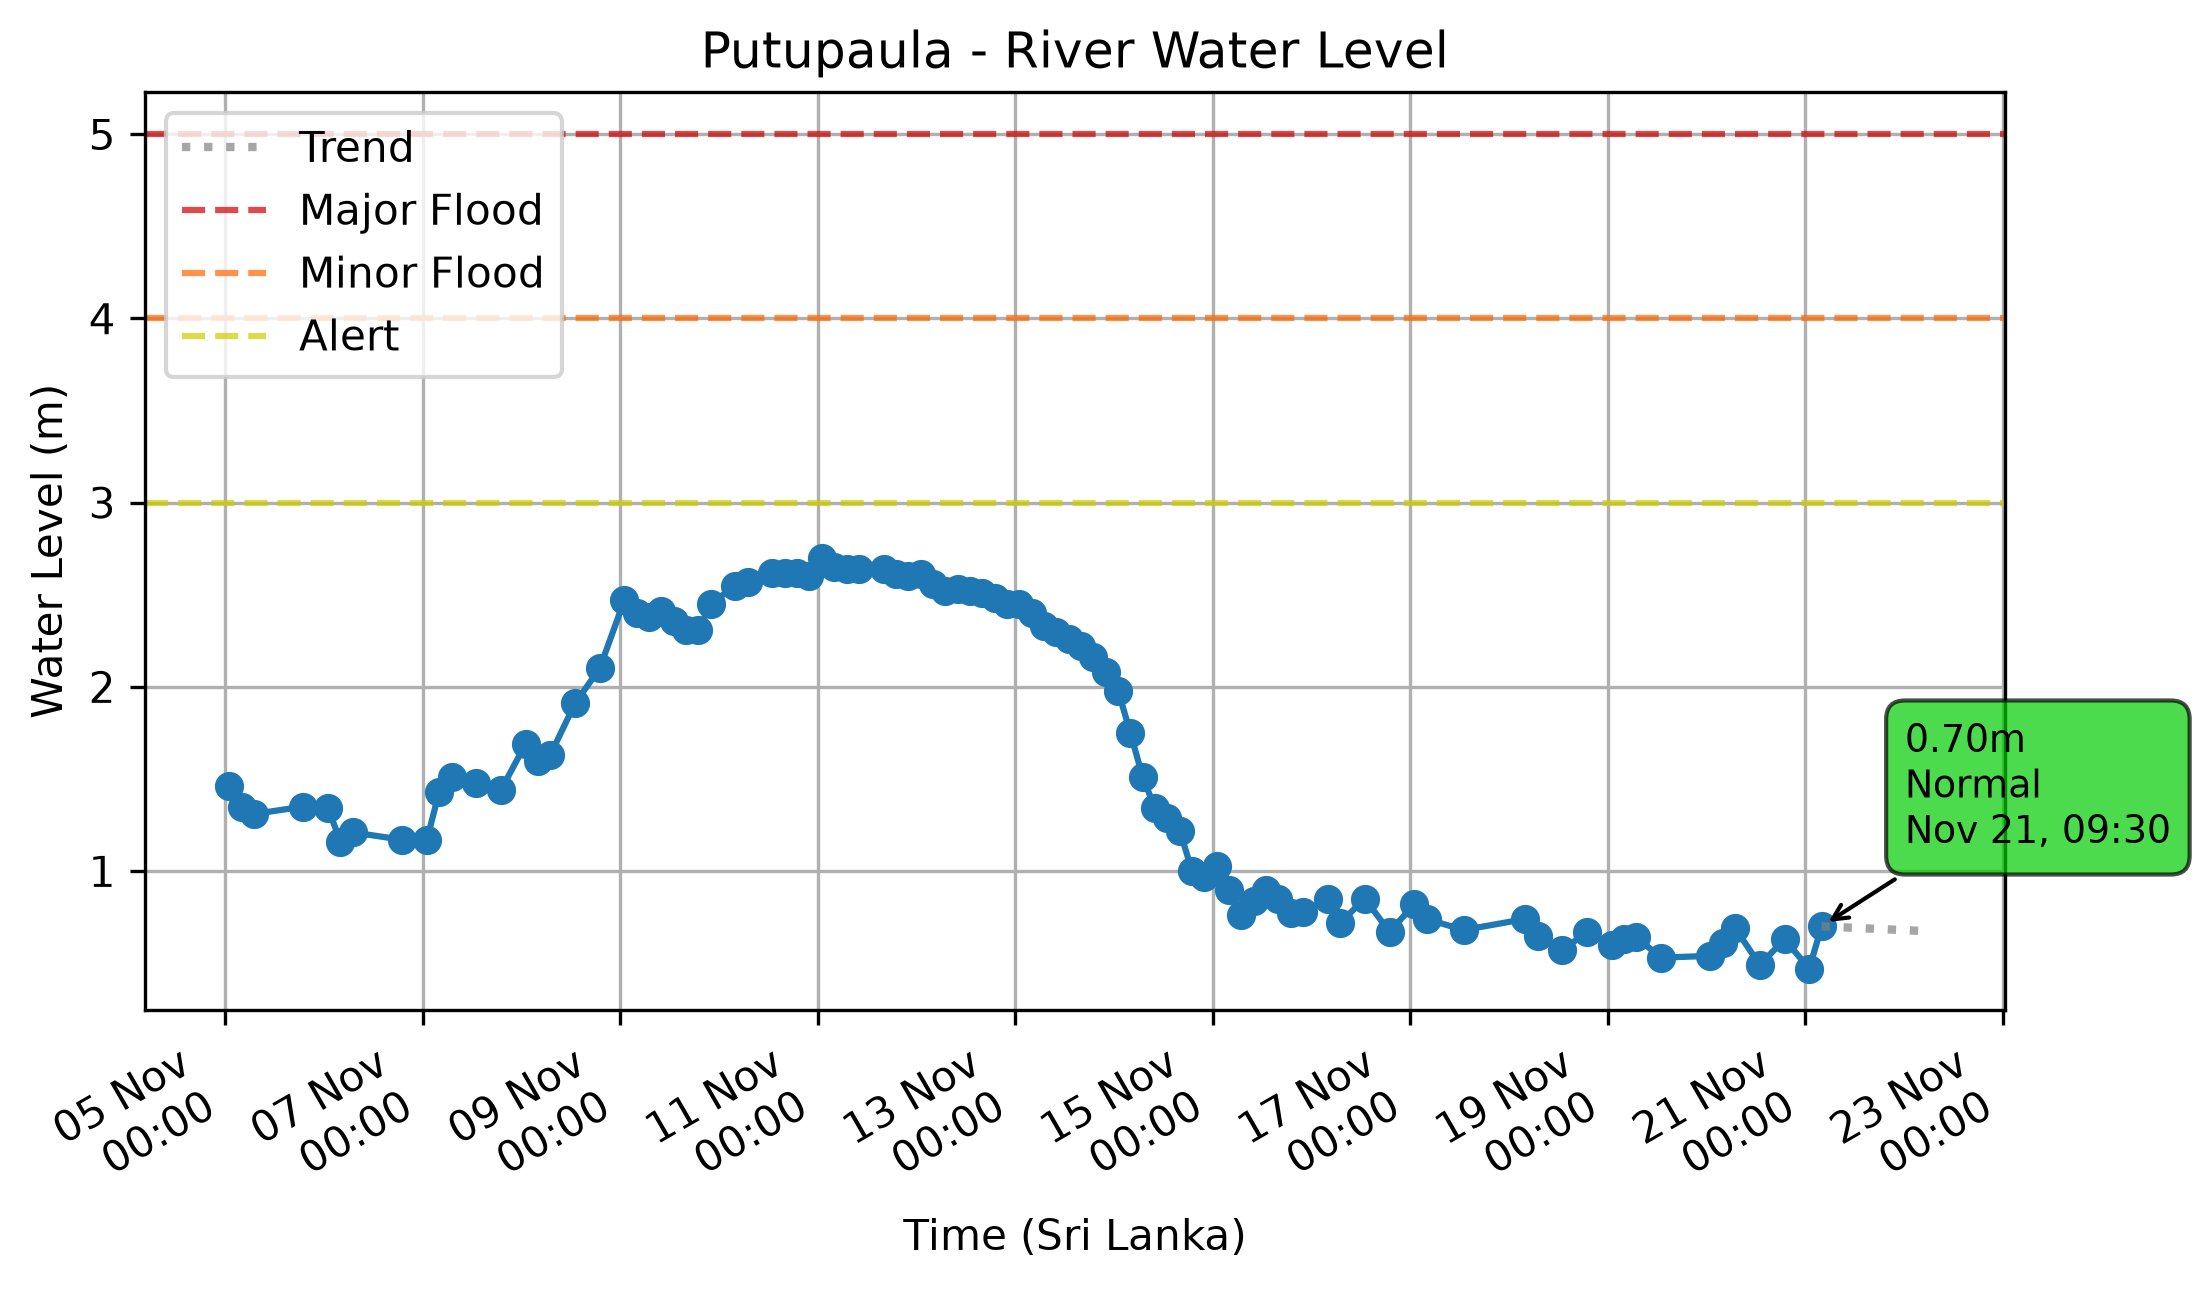 Putupaula - River Water Level
Water Level (m)
5
4
3
2
1
Trend
Major Flood
Minor Flood
Alert
0.70m
Normal
Nov 21, 09:30
05 Nov
00:00
07 Nov
00:00
09 Nov
00:00
11 Nov
00:00
13 Nov
00:00
15 Nov
00:00
17 Nov
00:00
19 Nov
00:00
21 Nov
00:00
23 Nov
00:00
Time (Sri Lanka)